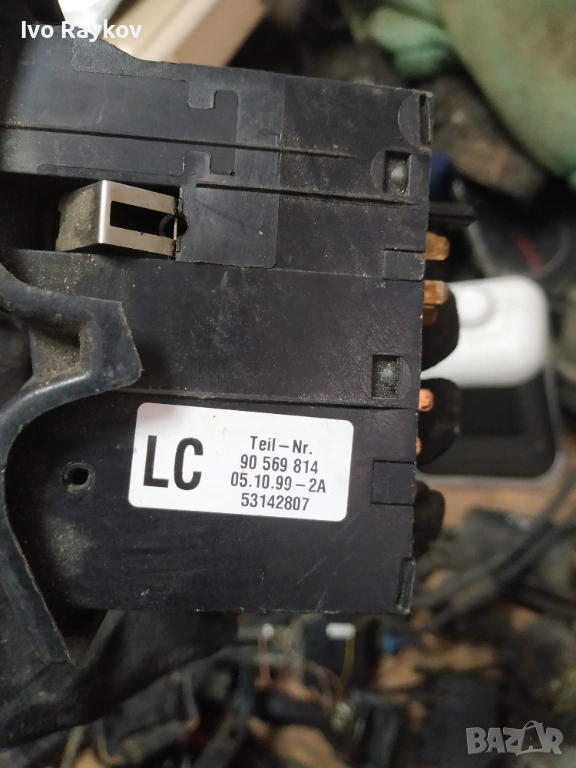 Ivo Raykov
LC
Teil-Nr.
90 569 814
05.10.99-2A
53142807
BAZAR